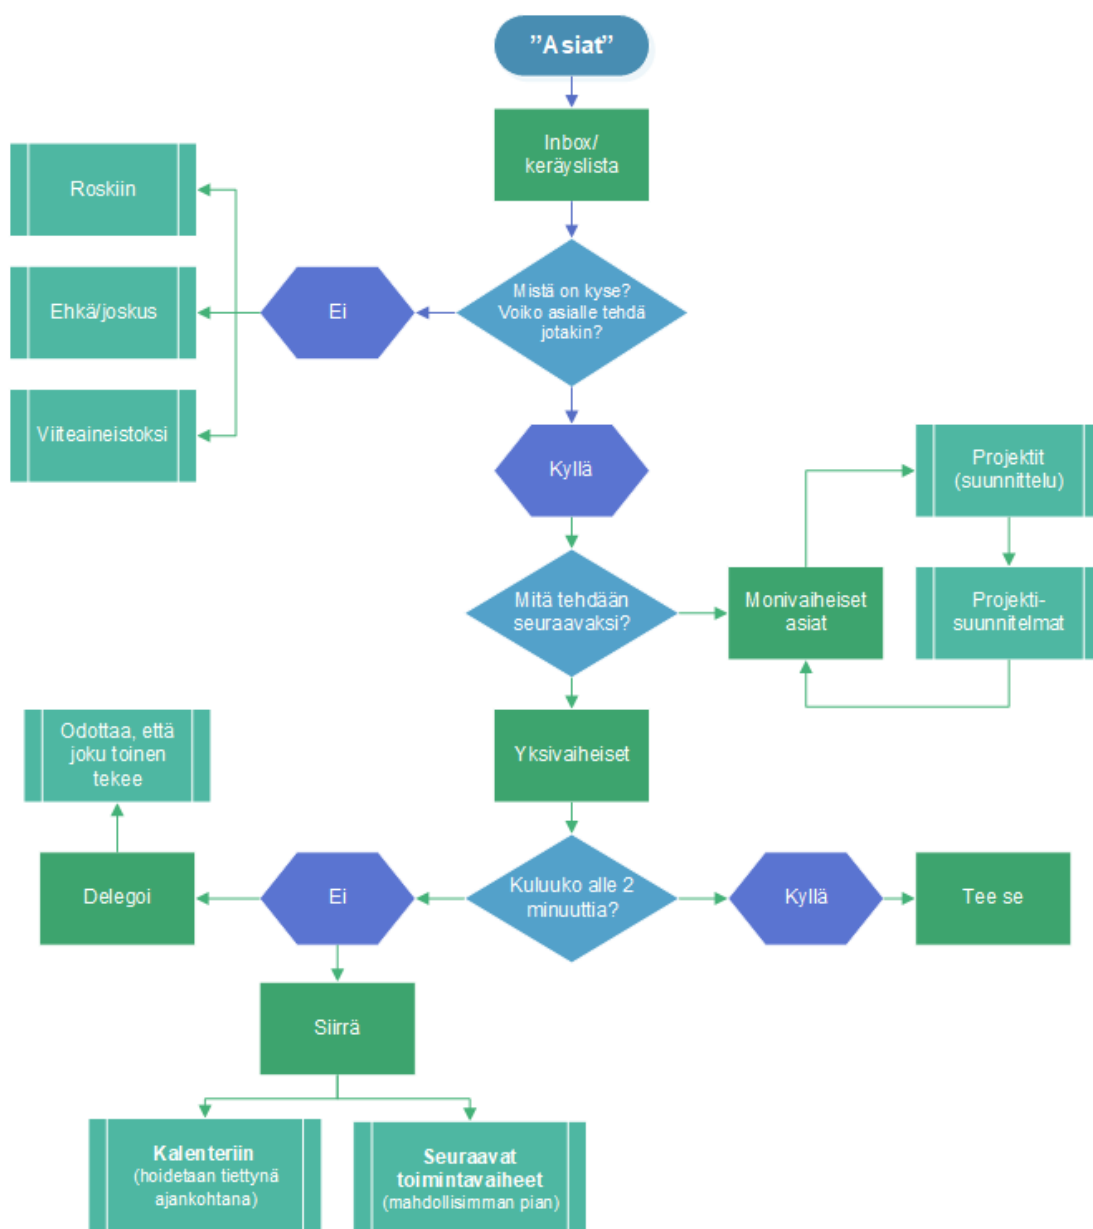 ”Asiat”
Inbox/
keräyslista
Mistä on kyse?
Voiko asialle tehdä
jotakin?
Ei
Roskiin
Ehkä/joskus
Viiteaineistoksi
Kyllä
Mitä tehdään
seuraavaksi?
Monivaiheiset
asiat
Projektit
(suunnittelu)
Projekti-
suunnitelmat
Yksivaiheiset
Kuluuko alle 2
minuuttia?
Kyllä
Tee se
Ei
Delegoi
Odottaa, että
joku toinen
tekee
Siirrä
Kalenteriin
(hoidetaan tiettynä
ajankohtana)
Seuraavat
toimintavaiheet
(mahdollisimman pian)